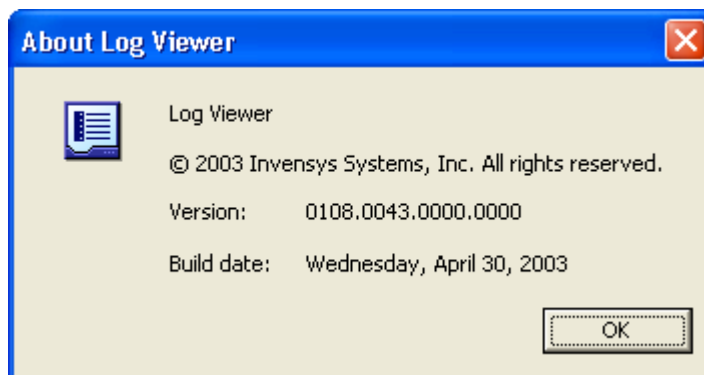 About Log Viewer
Log Viewer
© 2003 Invensys Systems, Inc. All rights reserved.
Version: 0108.0043.0000.0000
Build date: Wednesday, April 30, 2003
OK